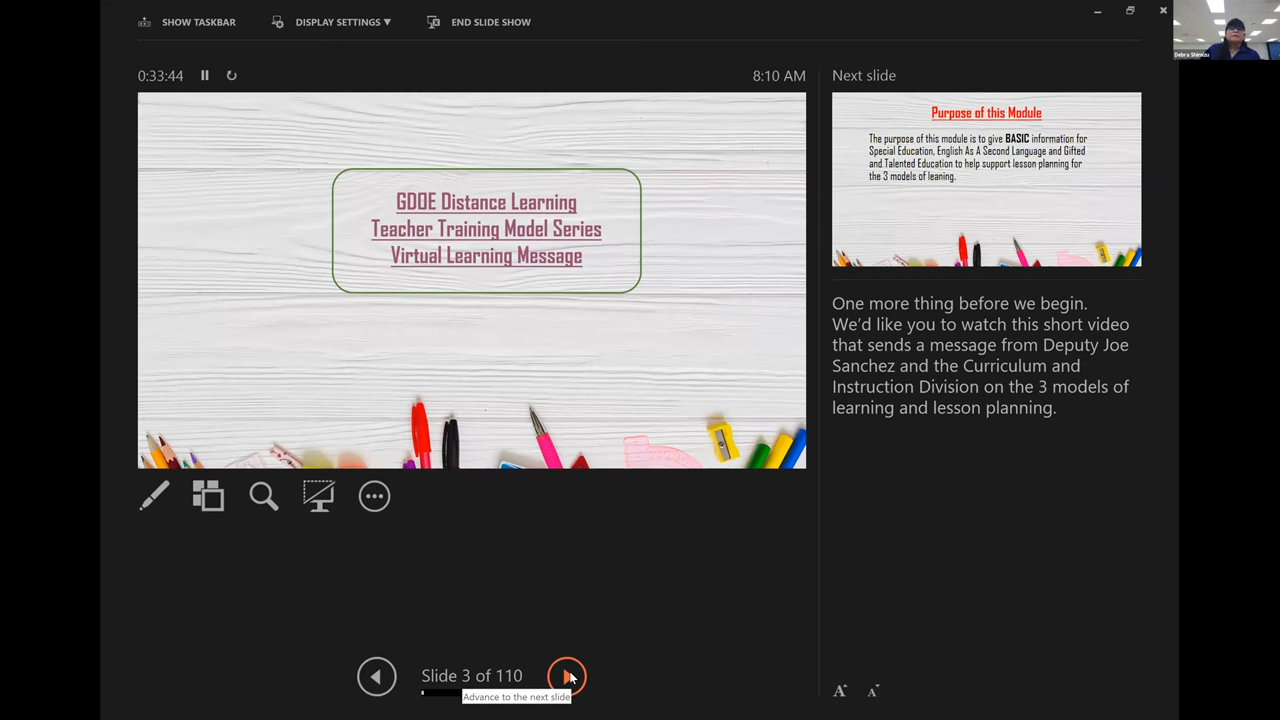 SHOW TASKBAR
DISPLAY SETTINGS ▼
END SLIDE SHOW
Debra Shimizu
0:33:44
8:10 AM
Next slide
GDOE Distance Learning
Teacher Training Model Series
Virtual Learning Message
Purpose of this Module
The purpose of this module is to give BASIC information for
Special Education, English As A Second Language and Gifted
and Talented Education to help support lesson planning for
the 3 models of leaning.
One more thing before we begin.
We'd like you to watch this short video
that sends a message from Deputy Joe
Sanchez and the Curriculum and
Instruction Division on the 3 models of
learning and lesson planning.
Slide 3 of 110
Advance to the next slide
A A